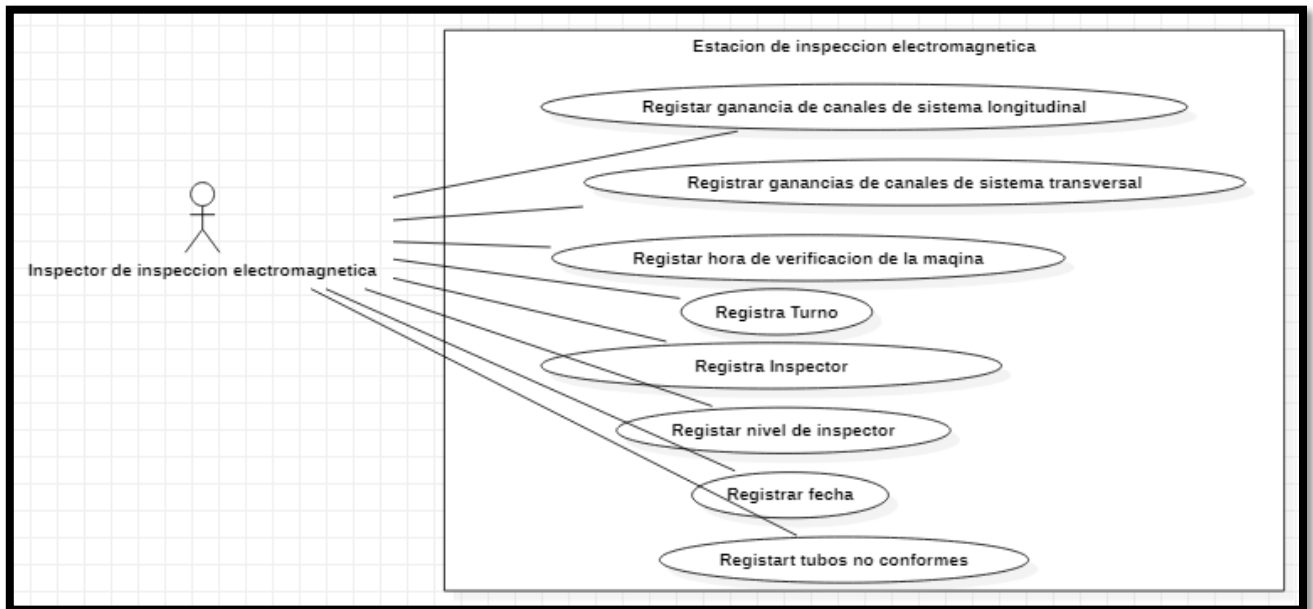 Estacion de inspeccion electromagnetica
Registar ganancia de canales de sistema longitudinal
Registrar ganancias de canales de sistema transversal
Registar hora de verificacion de la maqina
Inspector de inspeccion electromagnetica
Registra Turno
Registra Inspector
Registar nivel de inspector
Registrar fecha
Registart tubos no conformes